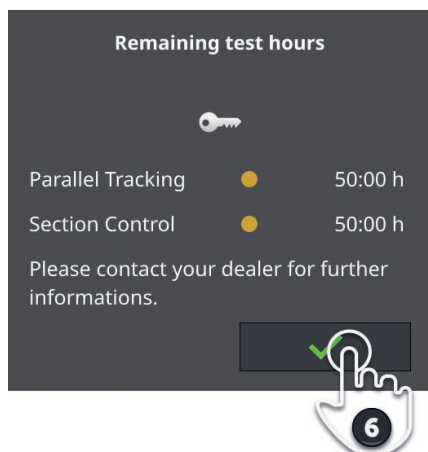 Remaining test hours
Parallel Tracking 50:00 h
Section Control 50:00 h
Please contact your dealer for further
informations.
6